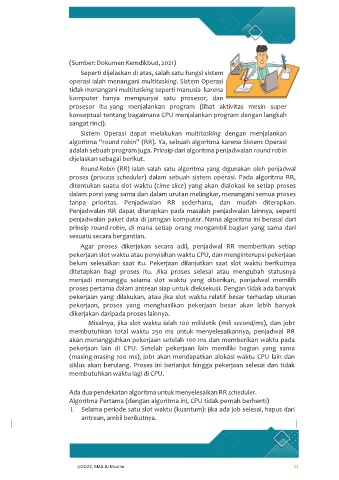 (Sumber: Dokumen Kemdikbud, 2021)
Seperti dijelaskan di atas, salah satu fungsi sistem
operasi ialah menangani multitasking. Sistem Operasi
tidak menangani multitasking seperti manusia karena
komputer hanya mempunyai satu prosesor, dan
prosesor itu yang menjalankan program (lihat aktivitas mesin super
konseptual tentang bagaimana CPU menjalankan program dengan langkah
sangat rinci).
Sistem Operasi dapat melakukan multitasking dengan menjalankan
algoritma "round robin" (RR). Ya, sebuah algoritma karena Sistem Operasi
adalah sebuah program juga. Prinsip dari algoritma penjadwalan round robin
dijelaskan sebagai berikut.
Round-Robin (RR) ialah salah satu algoritma yang digunakan oleh penjadwal
proses (process scheduler) dalam sebuah sistem operasi. Pada algoritma RR,
ditentukan suatu slot waktu (time slice) yang akan dialokasi ke setiap proses
dalam porsi yang sama dan dalam urutan melingkar, menangani semua proses
tanpa prioritas. Penjadwalan RR sederhana, dan mudah diterapkan.
Penjadwalan RR dapat diterapkan pada masalah penjadwalan lainnya, seperti
penjadwalan paket data di jaringan komputer. Nama algoritma ini berasal dari
prinsip round-robin, di mana setiap orang mengambil bagian yang sama dari
sesuatu secara bergantian.
Agar proses dikerjakan secara adil, penjadwal RR memberikan setiap
pekerjaan slot waktu atau penyisihan waktu CPU, dan menginterupsi pekerjaan
belum selesaikan saat itu. Pekerjaan dilanjutkan saat slot waktu berikutnya
ditetapkan bagi proses itu. Jika proses selesai atau mengubah statusnya
menjadi menunggu selama slot waktu yang diberikan, penjadwal memilih
proses pertama dalam antrean siap untuk dieksekusi. Dengan tidak ada banyak
pekerjaan yang dilakukan, atau jika slot waktu relatif besar terhadap ukuran
pekerjaan, proses yang menghasilkan pekerjaan besar akan lebih banyak
dikerjakan daripada proses lainnya.
Misalnya, jika slot waktu ialah 100 milidetik (mili second/ms), dan job1
membutuhkan total waktu 250 ms untuk menyelesaikannya, penjadwal RR
akan menangguhkan pekerjaan setelah 100 ms dan memberikan waktu pada
pekerjaan lain di CPU. Setelah pekerjaan lain memiliki bagian yang sama
(masing-masing 100 ms), job1 akan mendapatkan alokasi waktu CPU lain dan
siklus akan berulang. Proses ini berlanjut hingga pekerjaan selesai dan tidak
membutuhkan waktu lagi di CPU.
Ada dua pendekatan algoritma untuk menyelesaikan RR scheduler.
Algoritma Pertama (dengan algoritma ini, CPU tidak pernah berhenti)
1. Selama periode satu slot waktu (kuantum): jika ada job selesai, hapus dari
antrean, ambil berikutnya.
@2022, MAA Al Muslim
21